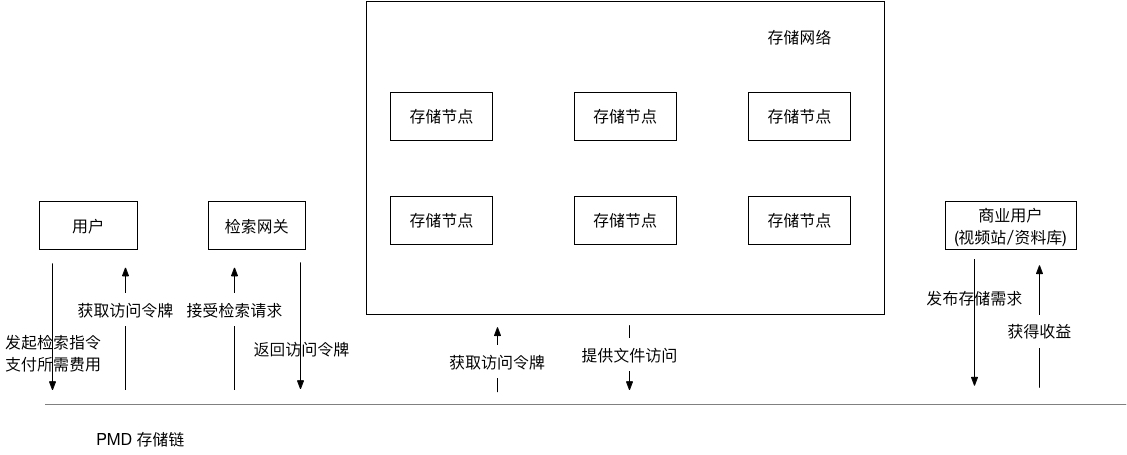 存储网络
存储节点
存储节点
存储节点
存储节点
存储节点
存储节点
用户
检索网关
商业用户
(视频站/资料库)
发起检索指令
支付所需费用
获取访问令牌
接受检索请求
返回访问令牌
获取访问令牌
提供文件访问
发布存储需求
获得收益
PMD 存储链